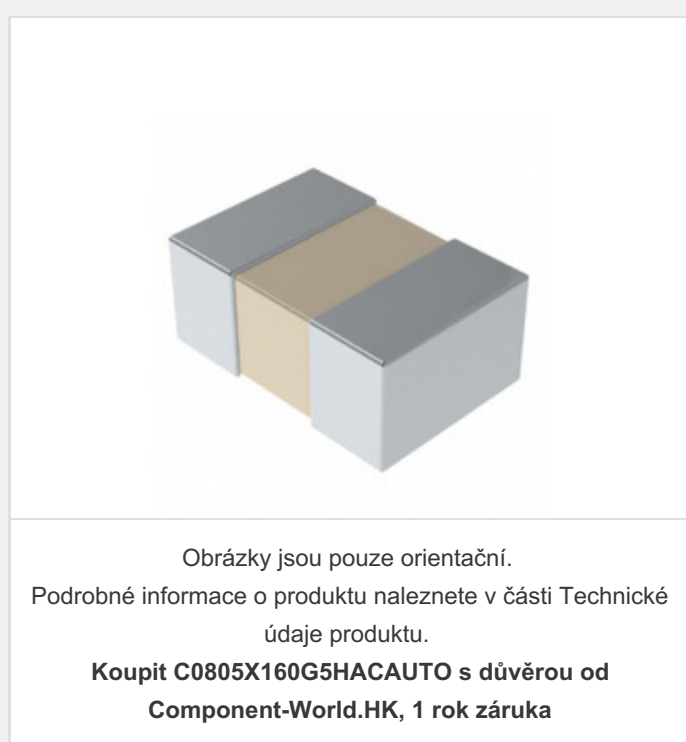 Obrázky jsou pouze orientační.
Podrobné informace o produktu naleznete v části Technické
údaje produktu.
Koupit C0805X160G5HACAUTO s důvěrou od
Component-World.HK, 1 rok záruka